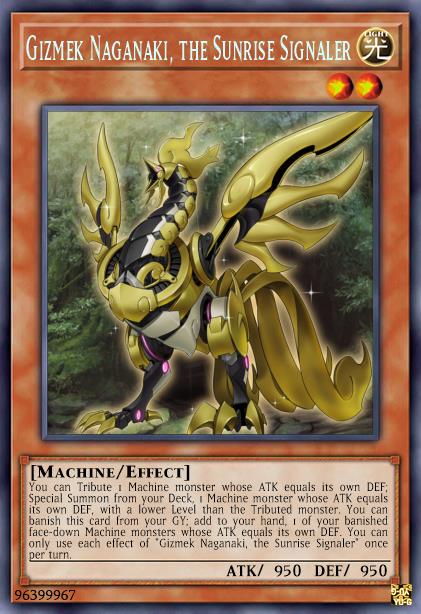 Gizmek Naganaki, the Sunrise Signaler
LIGHT
光
[Machine/Effect]
You can Tribute 1 Machine monster whose ATK equals its own DEF;
Special Summon from your Deck, 1 Machine monster whose ATK equals
its own DEF, with a lower Level than the Tributed monster. You can
banish this card from your GY; add to your hand, 1 of your banished
face-down Machine monsters whose ATK equals its own DEF. You can
only use each effect of "Gizmek Naganaki, the Sunrise Signaler" once
per turn.
ATK/ 950 DEF/ 950
96399967